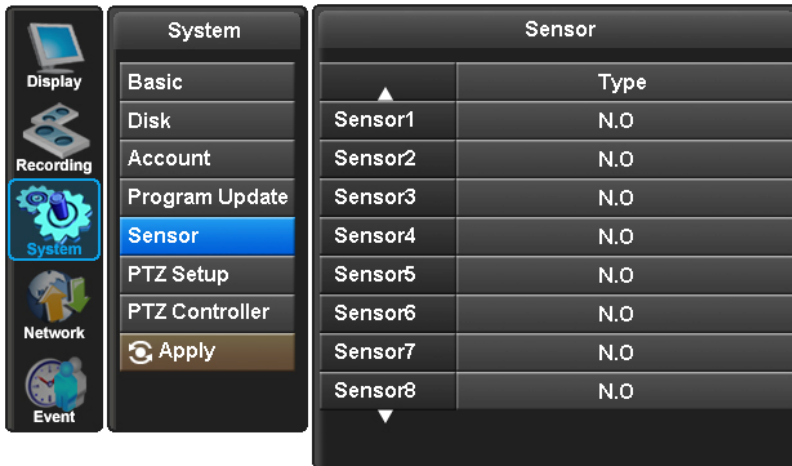 Display
Recording
System
Network
Event
System
Basic
Disk
Account
Program Update
Sensor
PTZ Setup
PTZ Controller
Apply
Sensor
Type
Sensor1 N.O
Sensor2 N.O
Sensor3 N.O
Sensor4 N.O
Sensor5 N.O
Sensor6 N.O
Sensor7 N.O
Sensor8 N.O